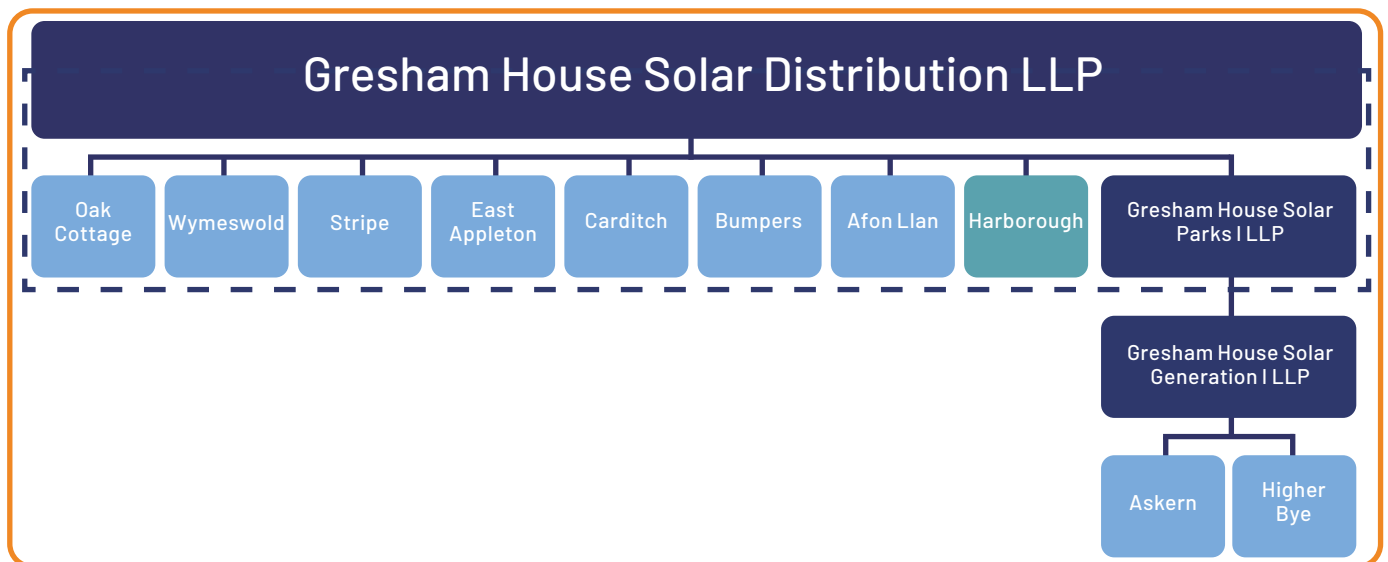 Gresham House Solar Distribution LLP
Oak
Cottage
Wymeswold
Stripe
East
Appleton
Carditch
Bumpers
Afon Llan
Harborough
Gresham House Solar
Parks I LLP
Gresham House Solar
Generation I LLP
Askern
Higher
Bye